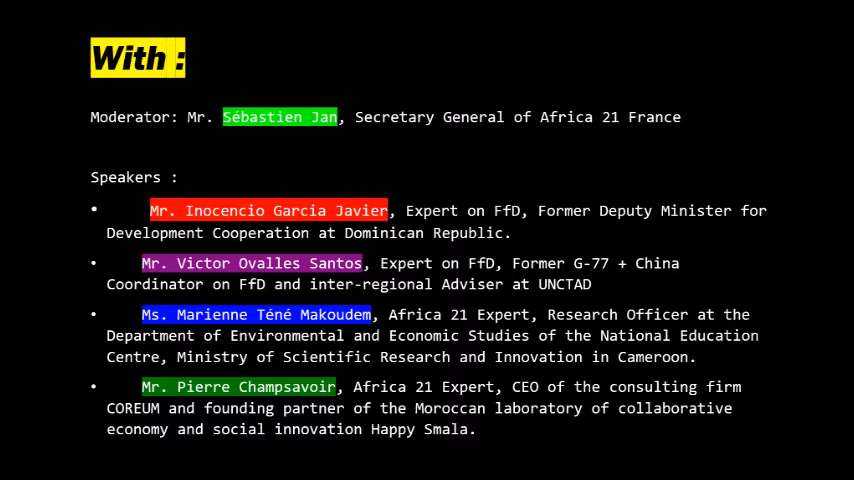 With :
Moderator: Mr. Sébastien Jan, Secretary General of Africa 21 France
Speakers :
• Mr. Inocencio Garcia Javier, Expert on FfD, Former Deputy Minister for
Development Cooperation at Dominican Republic.
• Mr. Victor Ovalles Santos, Expert on FfD, Former G-77 + China
Coordinator on FfD and inter-regional Adviser at UNCTAD
• Ms. Marienne Téné Makoudem, Africa 21 Expert, Research Officer at the
Department of Environmental and Economic Studies of the National Education
Centre, Ministry of Scientific Research and Innovation in Cameroon.
• Mr. Pierre Champsavoir, Africa 21 Expert, CEO of the consulting firm
COREUM and founding partner of the Moroccan laboratory of collaborative
economy and social innovation Happy Smala.